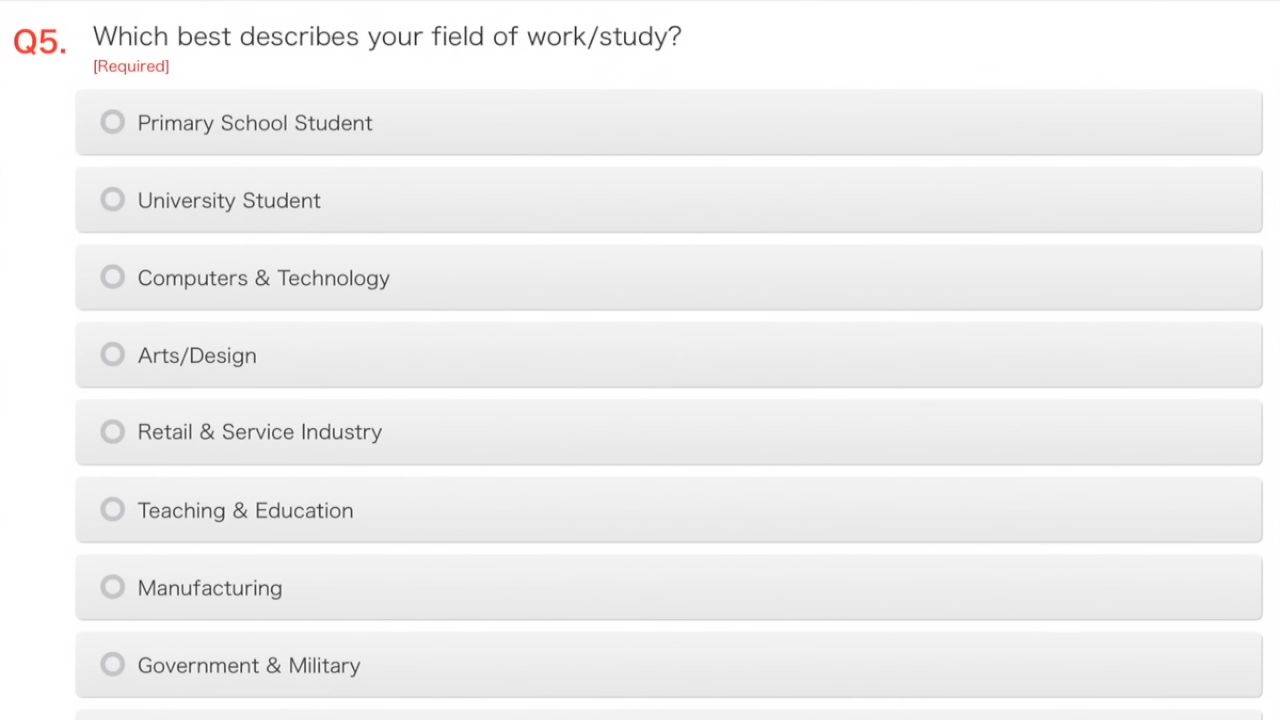 Q5. Which best describes your field of work/study?
[Required]
Primary School Student
University Student
Computers & Technology
Arts/Design
Retail & Service Industry
Teaching & Education
Manufacturing
Government & Military